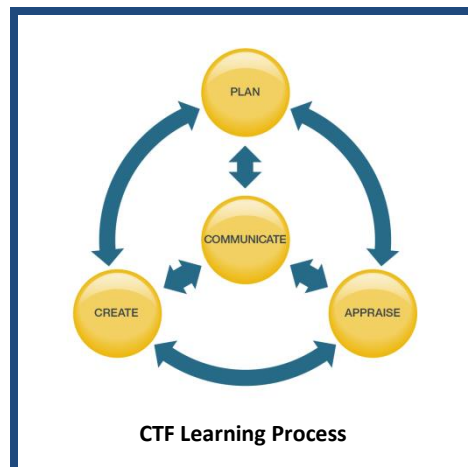 PLAN
COMMUNICATE
CREATE
APPRAISE
CTF Learning Process